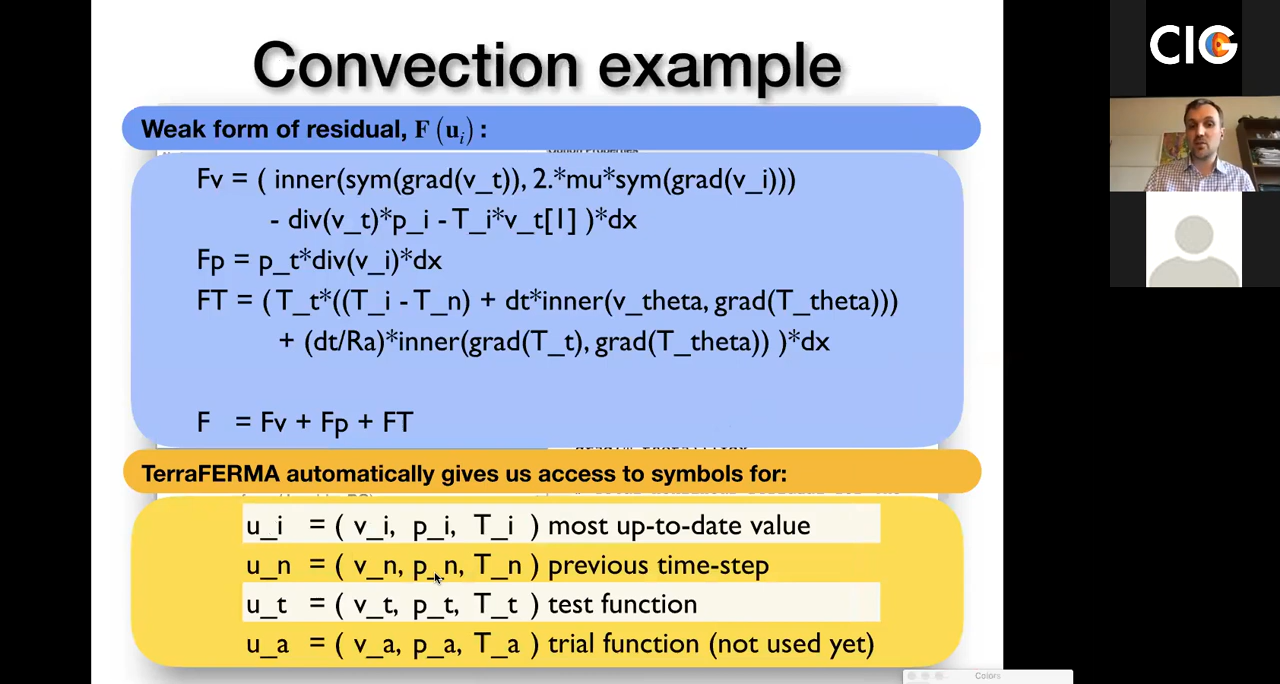 Convection example
CIG
Weak form of residual, F (u_i) :
Fv = ( inner(sym(grad(v_t)), 2.*mu*sym(grad(v_i)))
- div(v_t)*p_i - T_i*v_t[1] )*dx
Fp = p_t*div(v_i)*dx
FT = ( T_t*((T_i - T_n) + dt*inner(v_theta, grad(T_theta)))
+ (dt/Ra)*inner(grad(T_t), grad(T_theta)) )*dx
F = Fv + Fp + FT
TerraFERMA automatically gives us access to symbols for:
u_i = ( v_i, p_i, T_i ) most up-to-date value
u_n = ( v_n, p_n, T_n ) previous time-step
u_t = ( v_t, p_t, T_t ) test function
u_a = ( v_a, p_a, T_a ) trial function (not used yet)
Colors